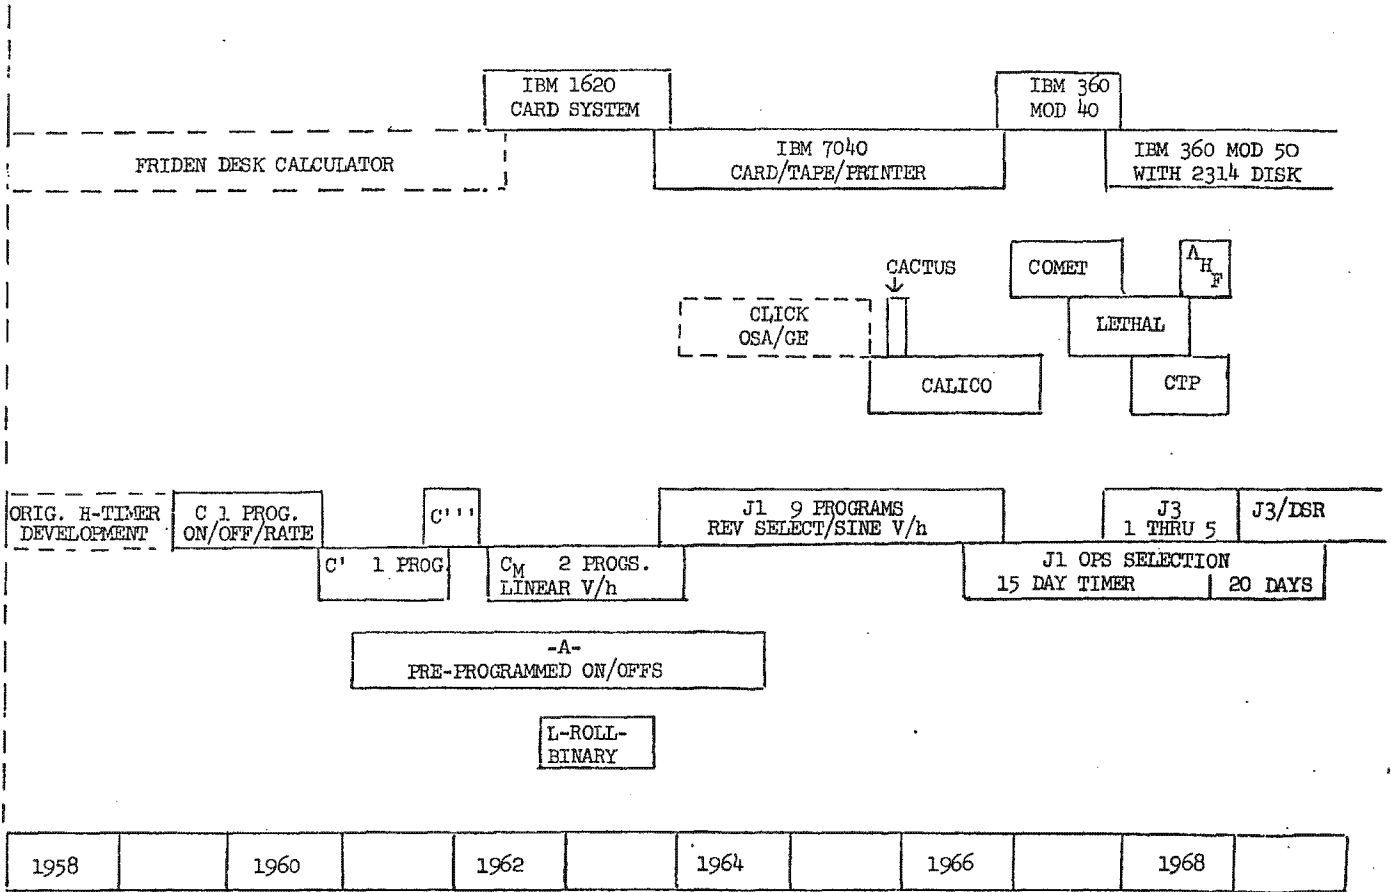 IBM 1620
CARD SYSTEM
IBM 360
MOD 40
FRIDEN DESK CALCULATOR
IBM 7040
CARD/TAPE/PRINTER
IBM 360 MOD 50
WITH 2314 DISK
CACTUS
COMET
ΛHF
CLICK
OSA/GE
LETHAL
CALICO
CTP
ORIG. H-TIMER
DEVELOPMENT
C 1 PROG.
ON/OFF/RATE
C'''
J1 9 PROGRAMS
REV SELECT/SINE V/h
J3
1 THRU 5
J3/DSR
C' 1 PROG
CM 2 PROGS.
LINEAR V/h
J1 OPS SELECTION
15 DAY TIMER
20 DAYS
-A-
PRE-PROGRAMMED ON/OFFS
L-ROLL-
BINARY
1958 1960 1962 1964 1966 1968